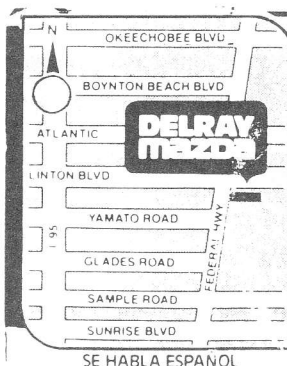 N
OKEECHOBEE BLVD
BOYNTON BEACH BLVD
ATLANTIC
DELRAY
mazda
LINTON BLVD
YAMATO ROAD
I 95
FEDERAL HWY
GLADES ROAD
SAMPLE ROAD
SUNRISE BLVD
SE HABLA ESPAÑOL